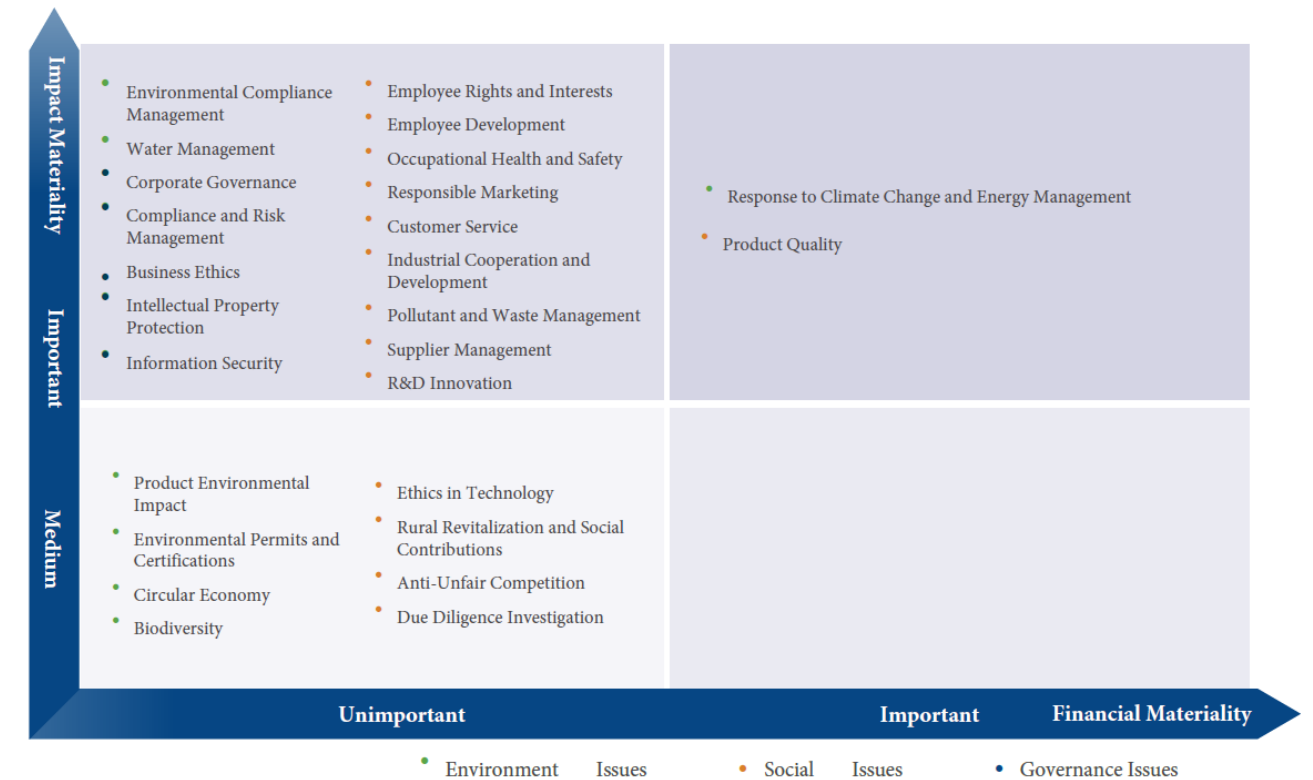 Impact Materiality
Important
Medium
Environmental Compliance
Management
Water Management
Corporate Governance
Compliance and Risk
Management
Business Ethics
Intellectual Property
Protection
Information Security
Employee Rights and Interests
Employee Development
Occupational Health and Safety
Responsible Marketing
Customer Service
Industrial Cooperation and
Development
Pollutant and Waste Management
Supplier Management
R&D Innovation
Response to Climate Change and Energy Management
Product Quality
Product Environmental
Impact
Environmental Permits and
Certifications
Circular Economy
Biodiversity
Ethics in Technology
Rural Revitalization and Social
Contributions
Anti-Unfair Competition
Due Diligence Investigation
Unimportant
Important
Financial Materiality
Environment Issues
Social Issues
Governance Issues